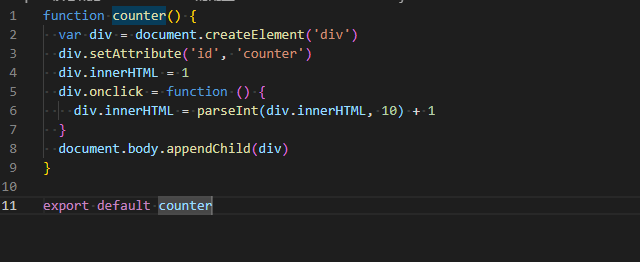 1 function counter() {
2 var div = document.createElement('div')
3 div.setAttribute('id', 'counter')
4 div.innerHTML = 1
5 div.onclick = function () {
6 div.innerHTML = parseInt(div.innerHTML, 10) + 1
7 }
8 document.body.appendChild(div)
9 }
10
11 export default counter